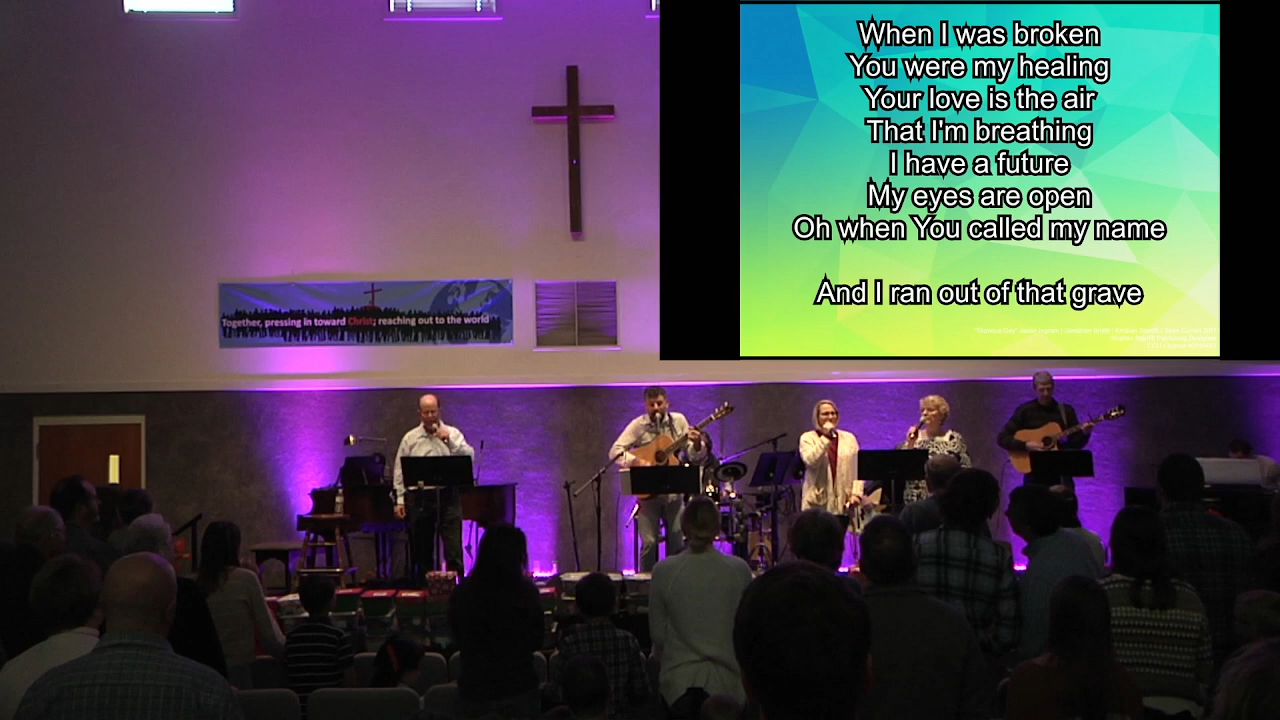 When I was broken
You were my healing
Your love is the air
That I'm breathing
I have a future
My eyes are open
Oh when You called my name
And I ran out of that grave
Together, pressing in toward Christ; reaching out to the world